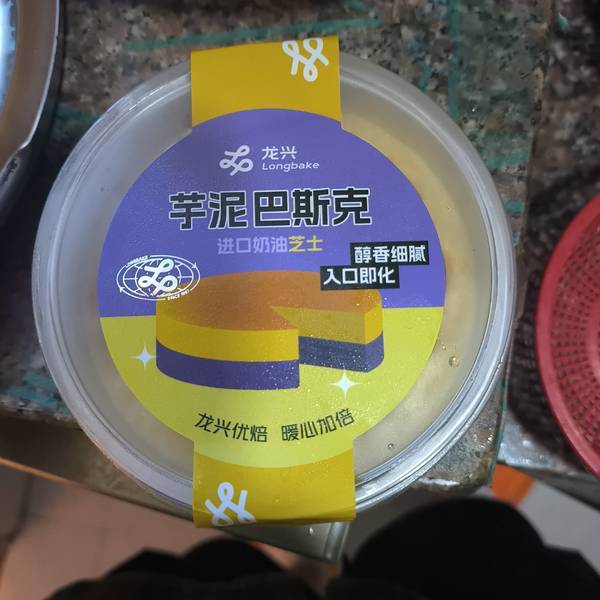 龙兴
Longbake
芋泥巴斯克
进口奶油芝士
醇香细腻
入口即化
龙兴优焙 暖心加倍